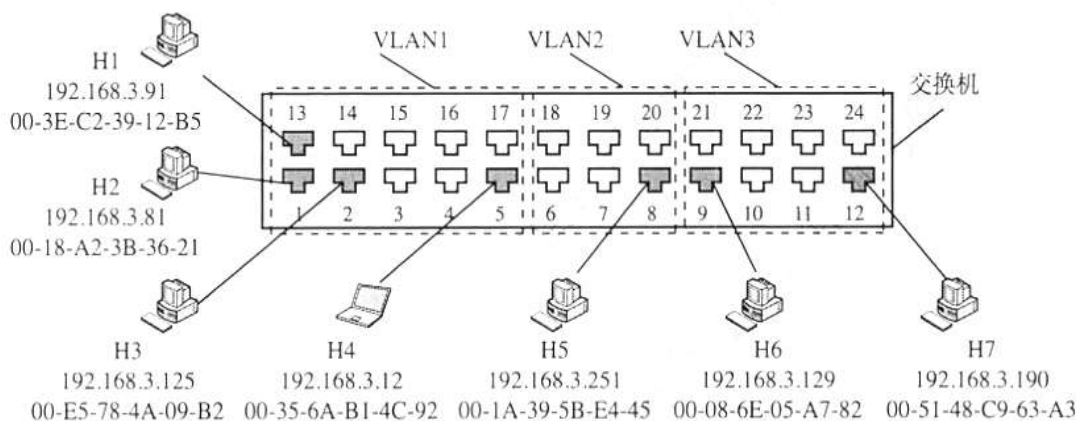 VLAN1 VLAN2 VLAN3
交换机
H1
192.168.3.91
00-3E-C2-39-12-B5
13 14 15 16 17 18 19 20 21 22 23 24
H2
192.168.3.81
00-18-A2-3B-36-21
1 2 3 4 5 6 7 8 9 10 11 12
H3
192.168.3.125
00-E5-78-4A-09-B2
H4
192.168.3.12
00-35-6A-B1-4C-92
H5
192.168.3.251
00-1A-39-5B-E4-45
H6
192.168.3.129
00-08-6E-05-A7-82
H7
192.168.3.190
00-51-48-C9-63-A3